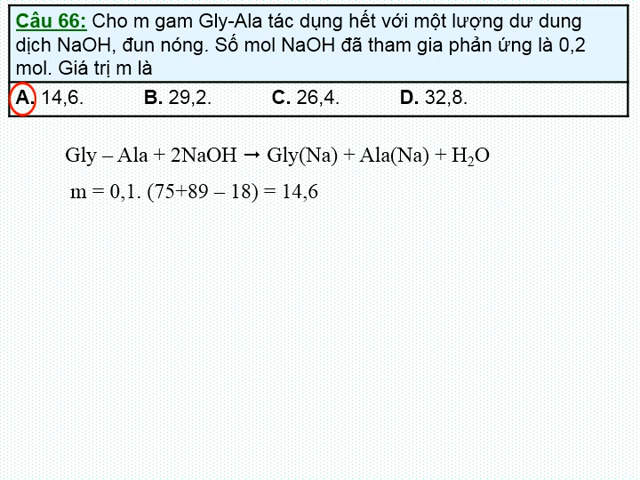 Câu 66: Cho m gam Gly-Ala tác dụng hết với một lượng dư dung
dịch NaOH, đun nóng. Số mol NaOH đã tham gia phản ứng là 0,2
mol. Giá trị m là
A. 14,6. B. 29,2. C. 26,4. D. 32,8.
Gly – Ala + 2NaOH → Gly(Na) + Ala(Na) + H₂O
m = 0,1. (75+89 – 18) = 14,6